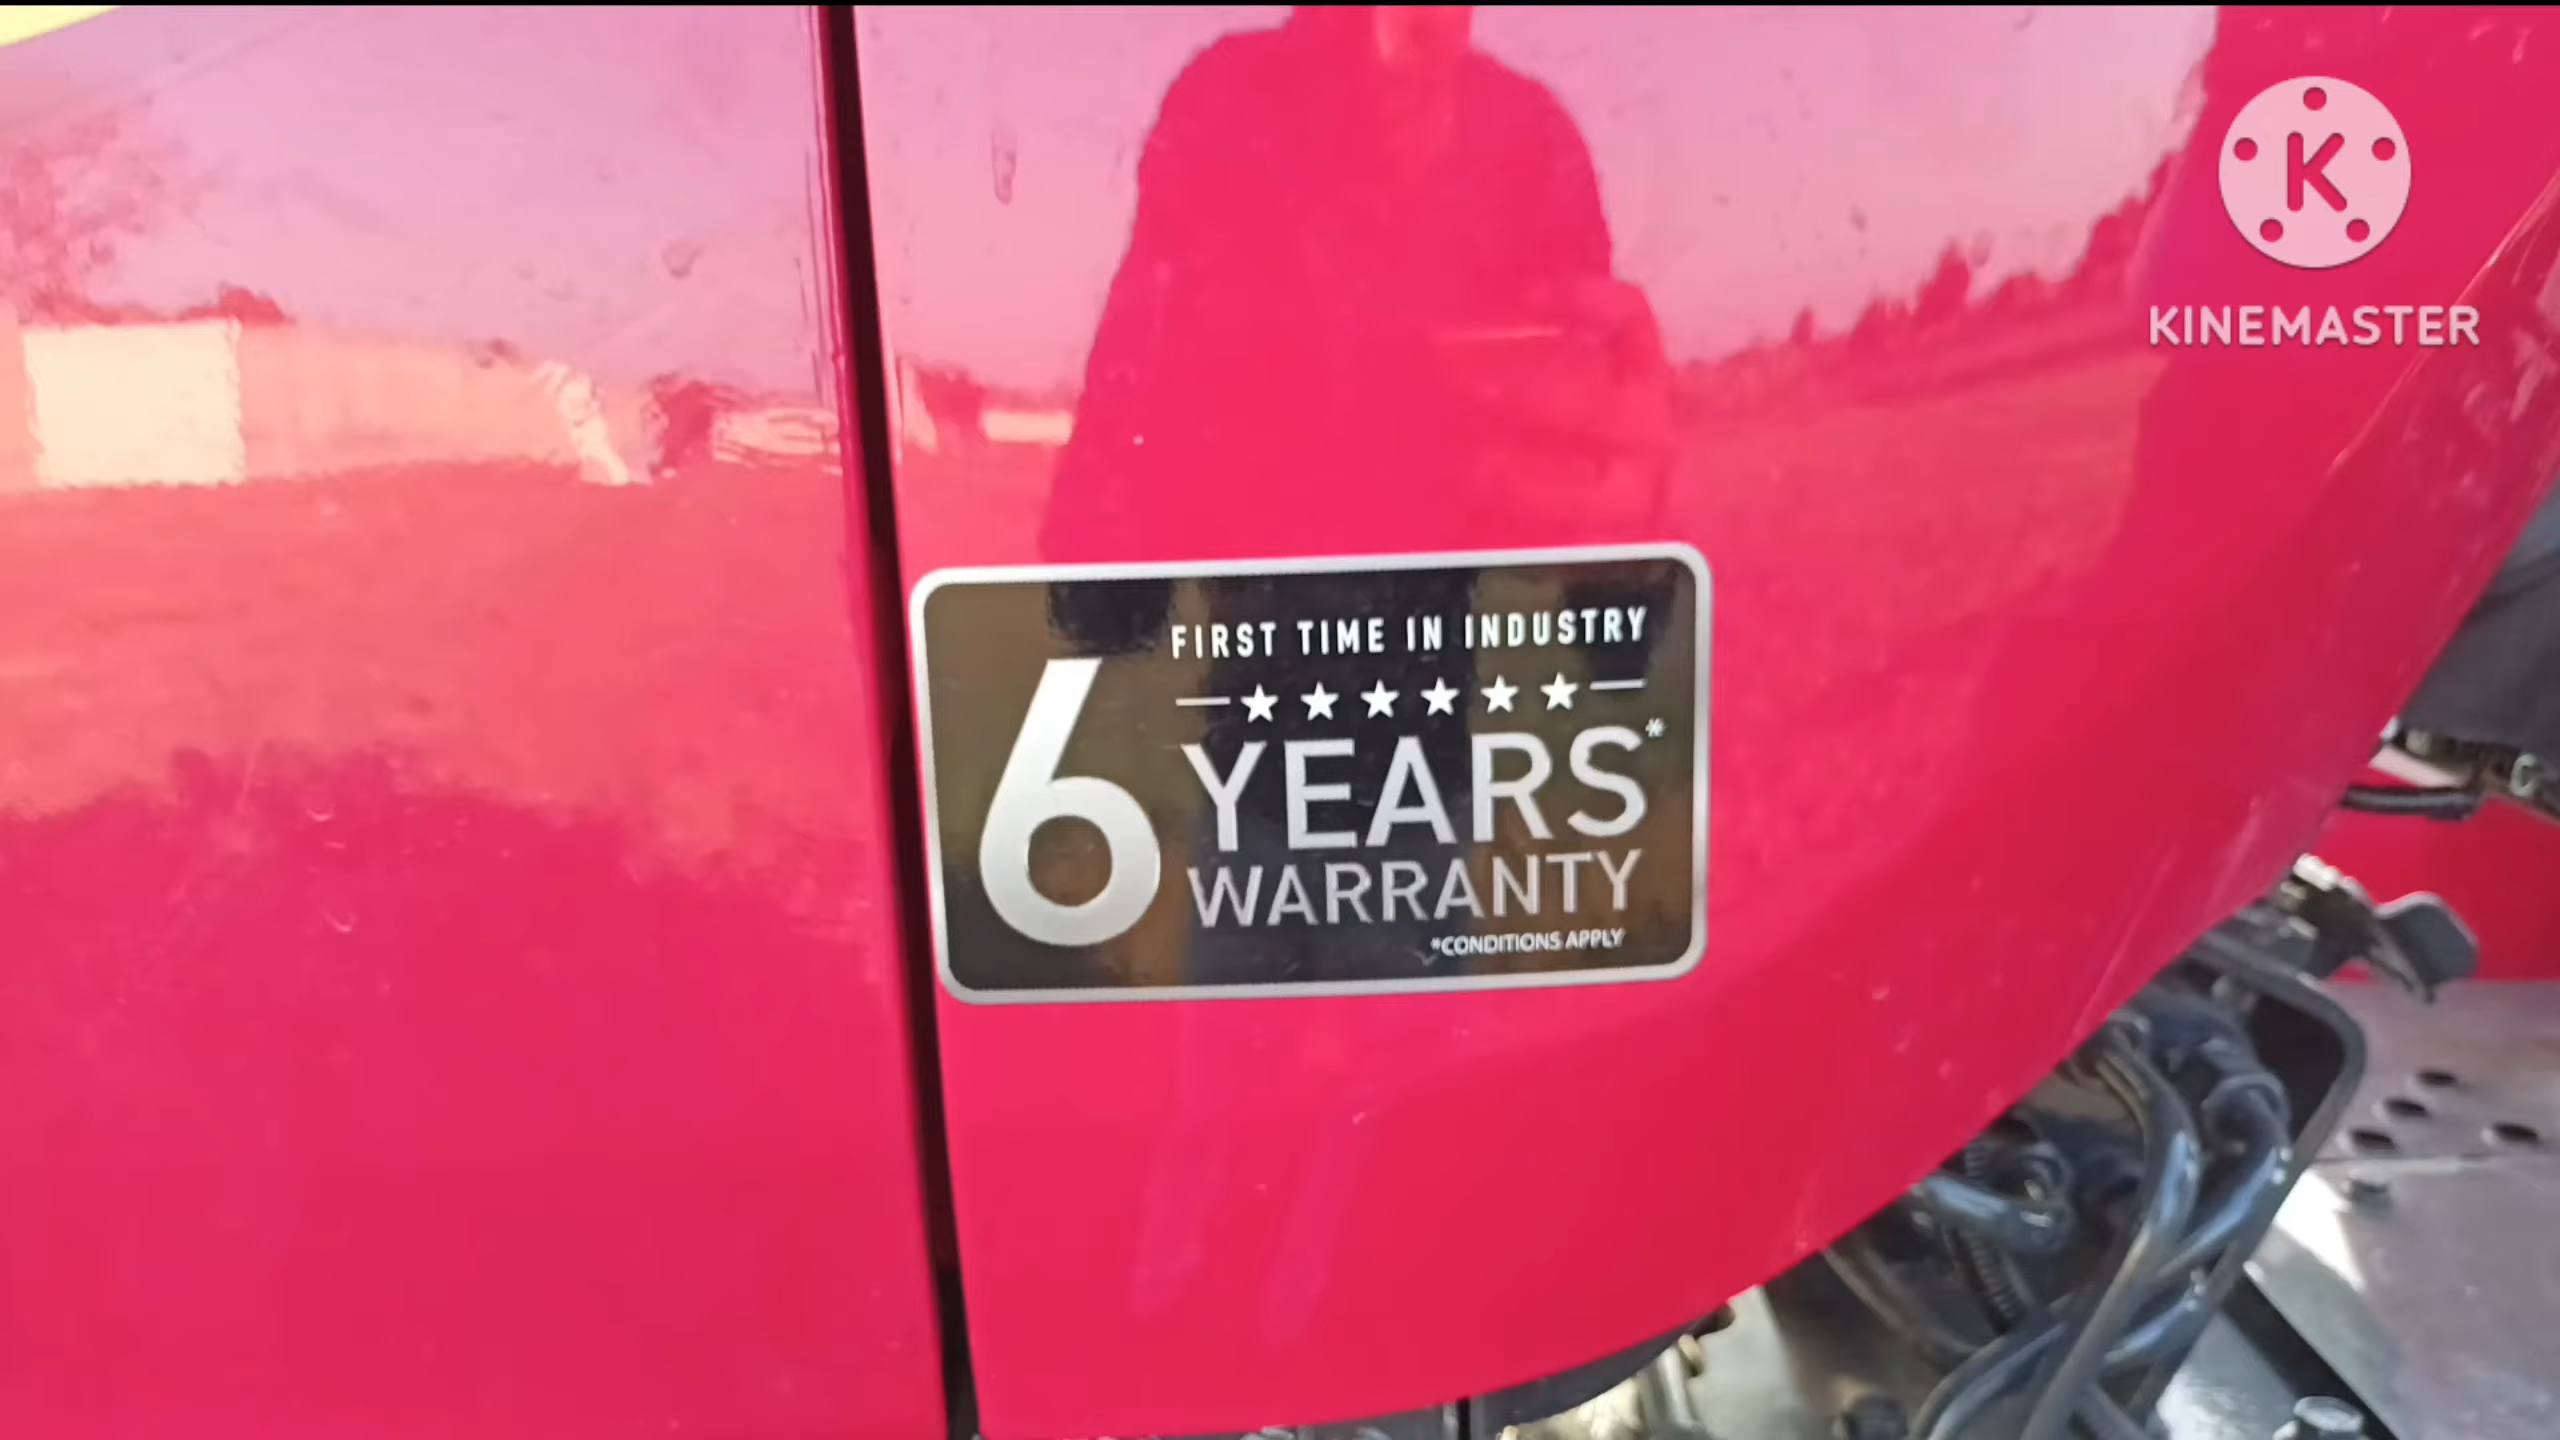 K
KINEMASTER
FIRST TIME IN INDUSTRY
6 YEARS*
WARRANTY
*CONDITIONS APPLY